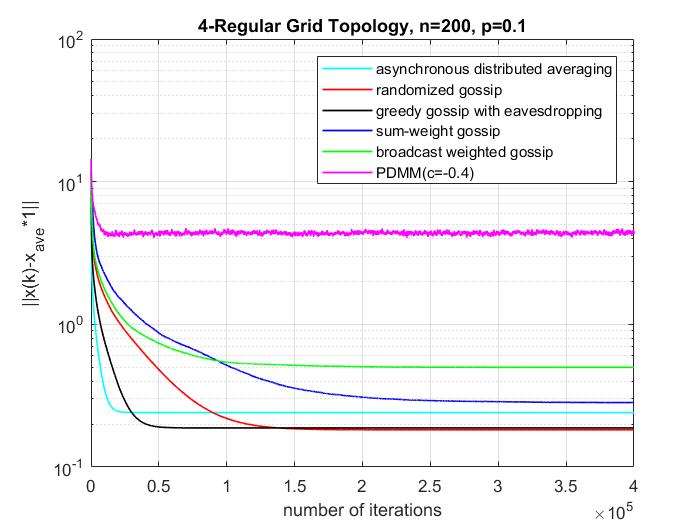 4-Regular Grid Topology, n=200, p=0.1
10^2
10^1
10^0
10^-1
||x(k)-x_ave*1||
asynchronous distributed averaging
randomized gossip
greedy gossip with eavesdropping
sum-weight gossip
broadcast weighted gossip
PDMM(c=-0.4)
0 0.5 1 1.5 2 2.5 3 3.5 4
number of iterations
×10^5